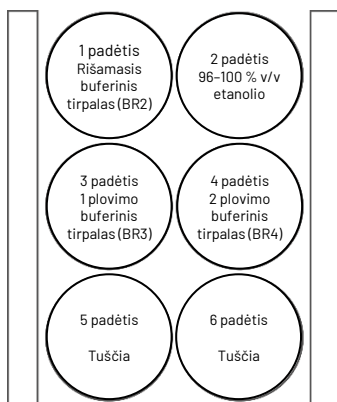 1 padėtis
Rišamasis
buferinis
tirpalas (BR2)
2 padėtis
96–100 % v/v
etanolio
3 padėtis
1 plovimo
buferinis
tirpalas (BR3)
4 padėtis
2 plovimo
buferinis
tirpalas (BR4)
5 padėtis
Tuščia
6 padėtis
Tuščia